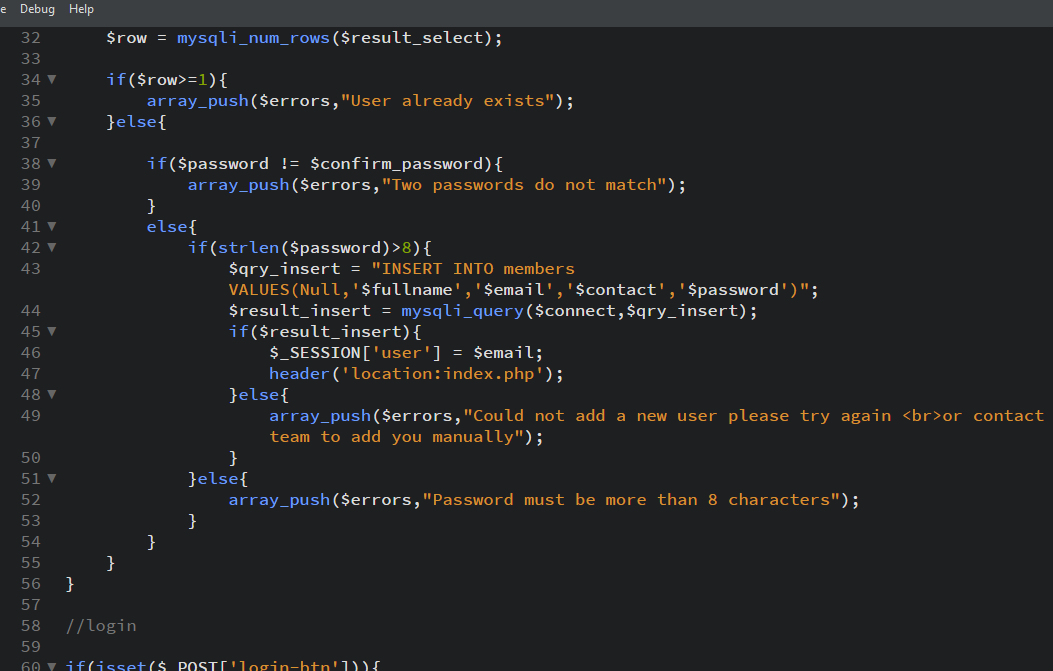 e Debug Help
32 $row = mysqli_num_rows($result_select);
33
34 if($row>=1){
35 array_push($errors,"User already exists");
36 }else{
37
38 if($password != $confirm_password){
39 array_push($errors,"Two passwords do not match");
40 }
41 else{
42 if(strlen($password)>8){
43 $qry_insert = "INSERT INTO members
VALUES(Null,'$fullname','$email','$contact','$password')";
44 $result_insert = mysqli_query($connect,$qry_insert);
45 if($result_insert){
46 $_SESSION['user'] = $email;
47 header('location:index.php');
48 }else{
49 array_push($errors,"Could not add a new user please try again <br>or contact
team to add you manually");
50 }
51 }else{
52 array_push($errors,"Password must be more than 8 characters");
53 }
54 }
55 }
56 }
57
58 //login
59
60 if(isset($_POST['login-btn'])){